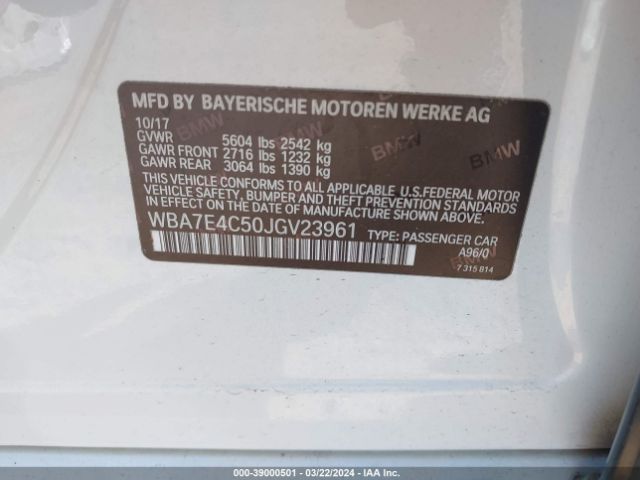 MFD BY BAYERISCHE MOTOREN WERKE AG
10/17
GVWR 5604 lbs 2542 kg
GAWR FRONT 2716 lbs 1232 kg
GAWR REAR 3064 lbs 1390 kg
THIS VEHICLE CONFORMS TO ALL APPLICABLE U.S. FEDERAL MOTOR
VEHICLE SAFETY, BUMPER AND THEFT PREVENTION STANDARDS IN
EFFECT ON THE DATE OF MANUFACTURE SHOWN ABOVE.
WBA7E4C50JGV23961 TYPE: PASSENGER CAR
A96/0
7 315 814
BMW
BMW
BMW
BMW
BMW
BMW
000-39000501 - 03/22/2024 - IAA Inc.